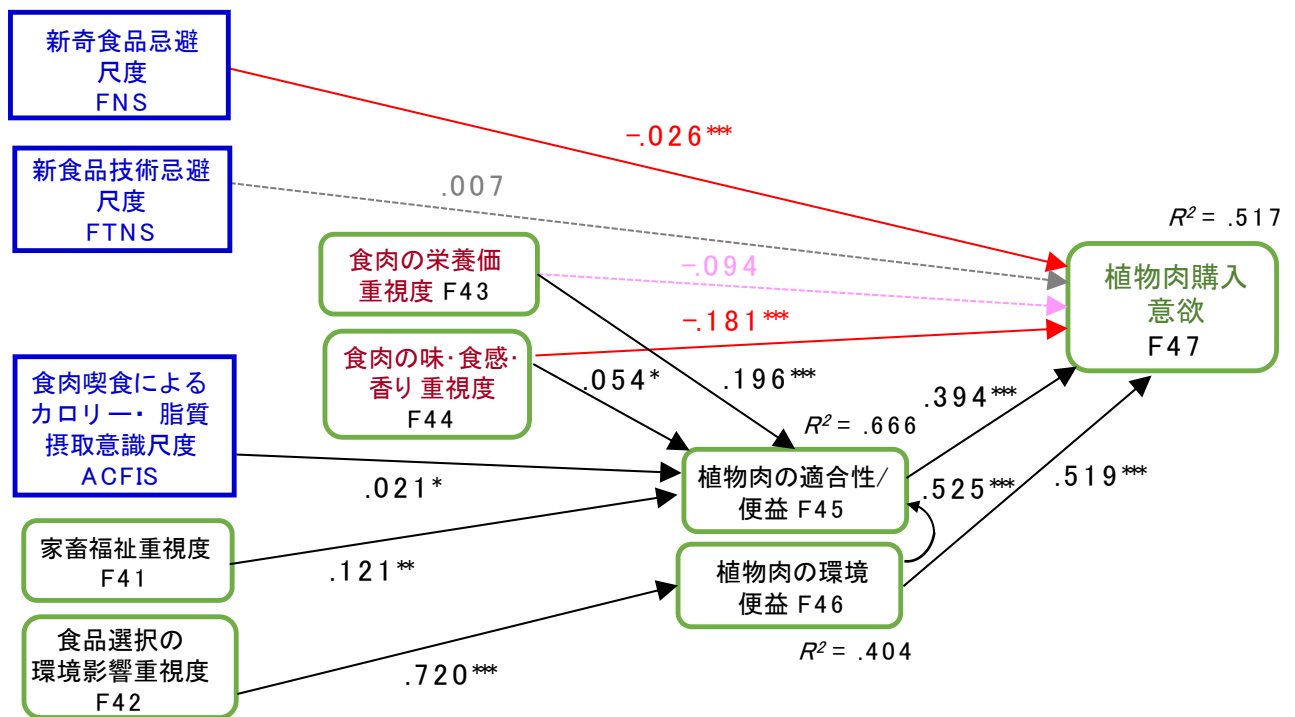 新奇食品忌避
尺度
FNS
-.026***
新食品技術忌避
尺度
FTNS
.007
R² = .517
食肉の栄養価
重視度 F43
-.094
植物肉購入
意欲
F47
-.181***
食肉の味・食感・
香り 重視度
F44
.054*
.196***
.394***
R² = .666
食肉喫食による
カロリー・ 脂質
摂取意識尺度
ACFIS
.021*
植物肉の適合性/
便益 F45
.525***
.519***
家畜福祉重視度
F41
.121**
植物肉の環境
便益 F46
R² = .404
食品選択の
環境影響重視度
F42
.720***